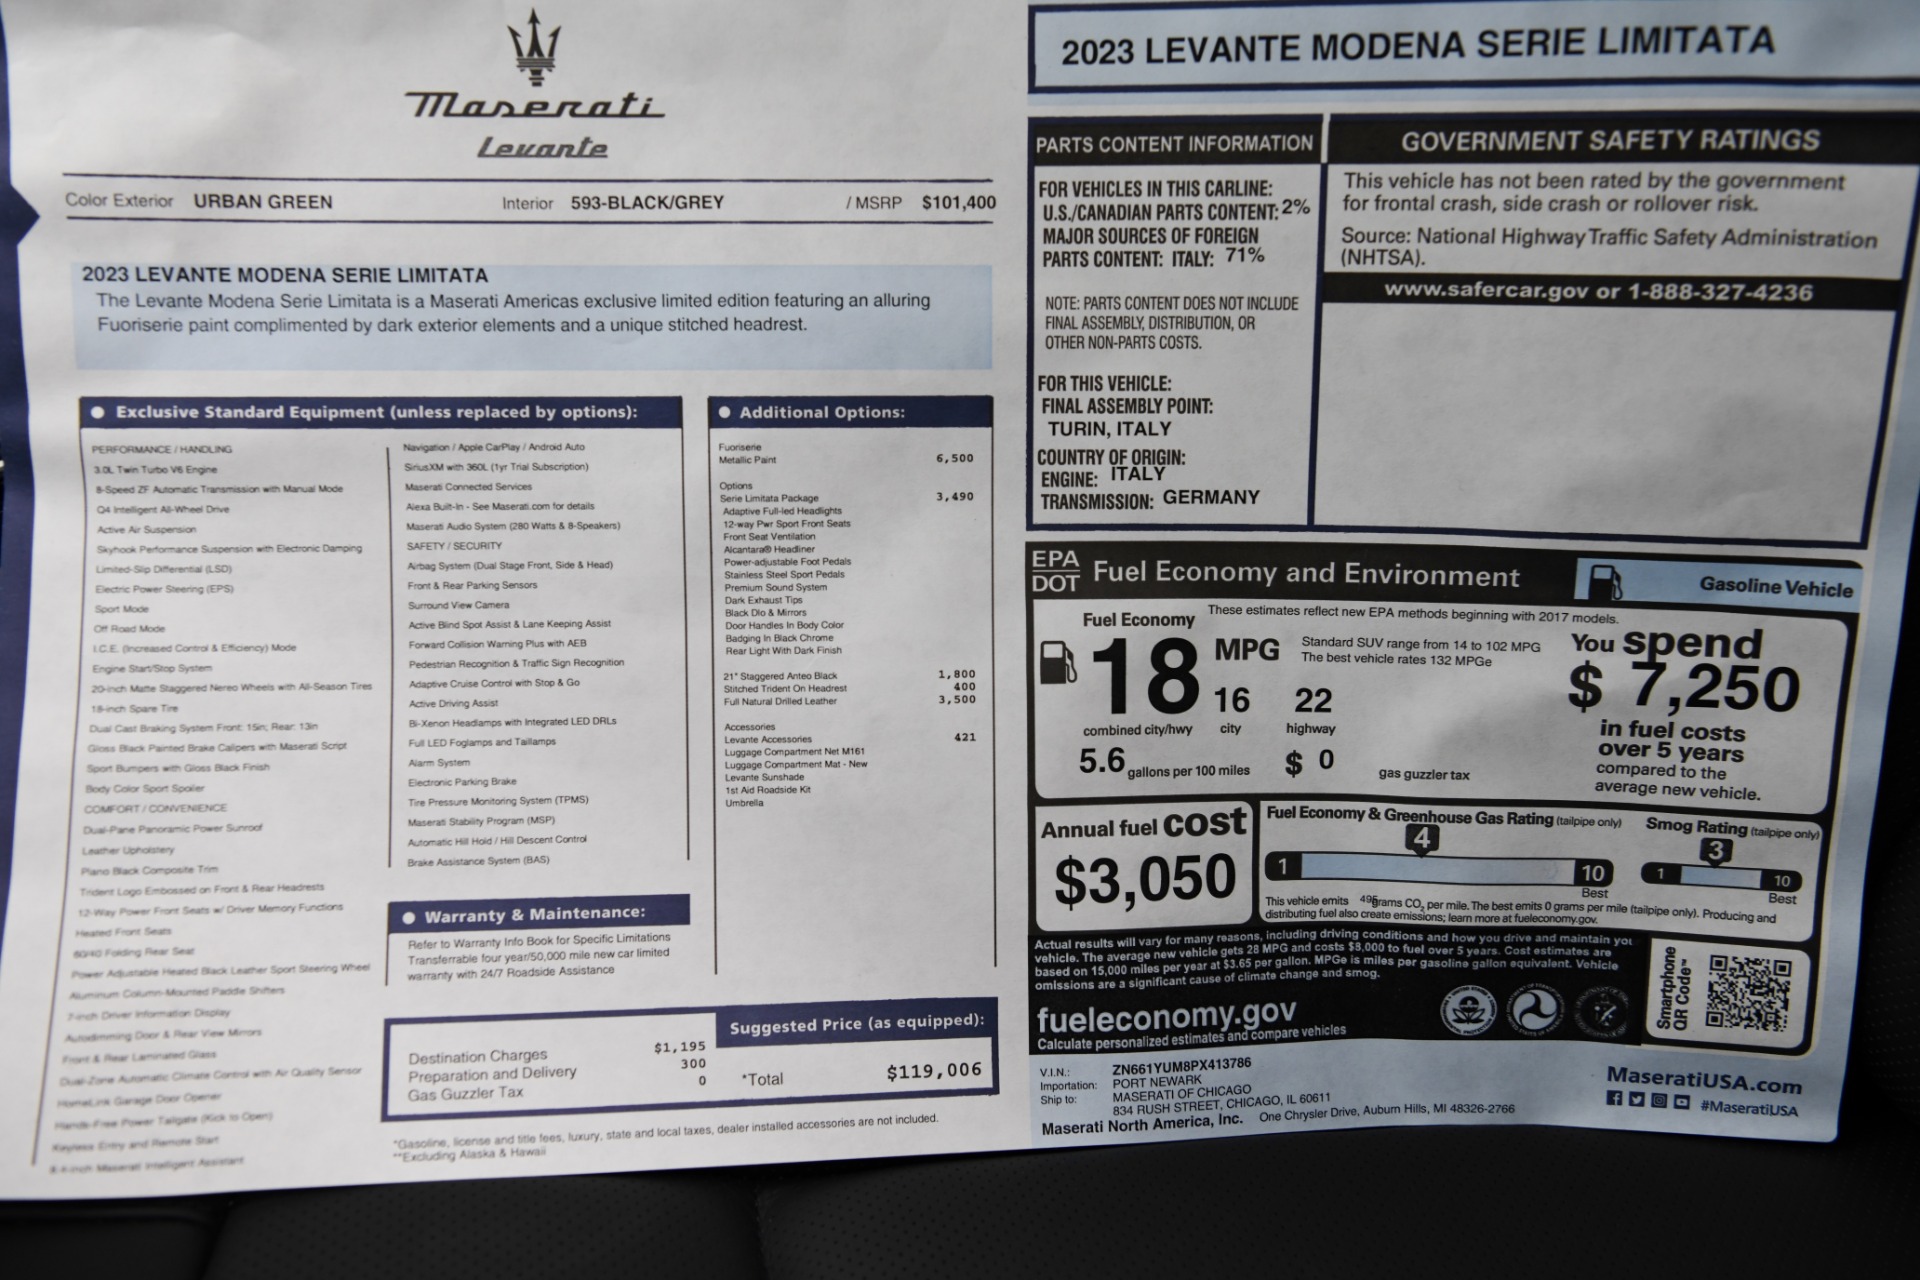 Maserati
Levante
Color Exterior URBAN GREEN Interior 593-BLACK/GREY / MSRP $101,400
2023 LEVANTE MODENA SERIE LIMITATA
The Levante Modena Serie Limitata is a Maserati Americas exclusive limited edition featuring an alluring
Fuoriserie paint complimented by dark exterior elements and a unique stitched headrest.
Exclusive Standard Equipment (unless replaced by options):
PERFORMANCE / HANDLING
3.0L Twin Turbo V6 Engine
8-Speed ZF Automatic Transmission with Manual Mode
Q4 Intelligent All-Wheel Drive
Active Air Suspension
Skyhook Performance Suspension with Electronic Damping
Limited-Slip Differential (LSD)
Electric Power Steering (EPS)
Sport Mode
Off Road Mode
I.C.E. (Increased Control & Efficiency) Mode
Engine Start/Stop System
20-inch Matte Staggered Nereo Wheels with All-Season Tires
18-inch Spare Tire
Dual Cast Braking System Front: 15in; Rear: 13in
Gloss Black Painted Brake Calipers with Maserati Script
Sport Bumpers with Gloss Black Finish
Body Color Sport Spoiler
COMFORT / CONVENIENCE
Dual-Pane Panoramic Power Sunroof
Leather Upholstery
Piano Black Composite Trim
Trident Logo Embossed on Front & Rear Headrests
12-Way Power Front Seats w/ Driver Memory Functions
Heated Front Seats
60/40 Folding Rear Seat
Power Adjustable Heated Black Leather Sport Steering Wheel
Aluminum Column-Mounted Paddle Shifters
7-inch Driver Information Display
Autodimming Door & Rear View Mirrors
Front & Rear Laminated Glass
Dual-Zone Automatic Climate Control with Air Quality Sensor
HomeLink Garage Door Opener
Hands-Free Power Tailgate (Kick to Open)
Keyless Entry and Remote Start
8.4-inch Maserati Intelligent Assistant
Navigation / Apple CarPlay / Android Auto
SiriusXM with 360L (1yr Trial Subscription)
Maserati Connected Services
Alexa Built-In - See Maserati.com for details
Maserati Audio System (280 Watts & 8-Speakers)
SAFETY / SECURITY
Airbag System (Dual Stage Front, Side & Head)
Front & Rear Parking Sensors
Surround View Camera
Active Blind Spot Assist & Lane Keeping Assist
Forward Collision Warning Plus with AEB
Pedestrian Recognition & Traffic Sign Recognition
Adaptive Cruise Control with Stop & Go
Active Driving Assist
Bi-Xenon Headlamps with Integrated LED DRLs
Full LED Foglamps and Taillamps
Alarm System
Electronic Parking Brake
Tire Pressure Monitoring System (TPMS)
Maserati Stability Program (MSP)
Automatic Hill Hold / Hill Descent Control
Brake Assistance System (BAS)
Warranty & Maintenance:
Refer to Warranty Info Book for Specific Limitations
Transferrable four year/50,000 mile new car limited
warranty with 24/7 Roadside Assistance
Additional Options:
Fuoriserie
Metallic Paint 6,500
Options
Serie Limitata Package 3,490
Adaptive Full-led Headlights
12-way Pwr Sport Front Seats
Front Seat Ventilation
Alcantara® Headliner
Power-adjustable Foot Pedals
Stainless Steel Sport Pedals
Premium Sound System
Dark Exhaust Tips
Black Dlo & Mirrors
Door Handles In Body Color
Badging In Black Chrome
Rear Light With Dark Finish
21" Staggered Anteo Black 1,800
Stitched Trident On Headrest 400
Full Natural Drilled Leather 3,500
Accessories
Levante Accessories 421
Luggage Compartment Net M161
Luggage Compartment Mat - New
Levante Sunshade
1st Aid Roadside Kit
Umbrella
Destination Charges $1,195
Preparation and Delivery 300
Gas Guzzler Tax 0
Suggested Price (as equipped):
*Total $119,006
*Gasoline, license and title fees, luxury, state and local taxes, dealer installed accessories are not included.
**Excluding Alaska & Hawaii
2023 LEVANTE MODENA SERIE LIMITATA
PARTS CONTENT INFORMATION
FOR VEHICLES IN THIS CARLINE:
U.S./CANADIAN PARTS CONTENT: 2%
MAJOR SOURCES OF FOREIGN
PARTS CONTENT: ITALY: 71%
NOTE: PARTS CONTENT DOES NOT INCLUDE
FINAL ASSEMBLY, DISTRIBUTION, OR
OTHER NON-PARTS COSTS.
FOR THIS VEHICLE:
FINAL ASSEMBLY POINT:
TURIN, ITALY
COUNTRY OF ORIGIN:
ENGINE: ITALY
TRANSMISSION: GERMANY
GOVERNMENT SAFETY RATINGS
This vehicle has not been rated by the government
for frontal crash, side crash or rollover risk.
Source: National Highway Traffic Safety Administration
(NHTSA).
www.safercar.gov or 1-888-327-4236
EPA
DOT
Fuel Economy and Environment
Gasoline Vehicle
Fuel Economy
These estimates reflect new EPA methods beginning with 2017 models.
18 MPG
Standard SUV range from 14 to 102 MPG
The best vehicle rates 132 MPGe
16 22
combined city/hwy city highway
5.6 gallons per 100 miles $ 0 gas guzzler tax
You spend
$ 7,250
in fuel costs
over 5 years
compared to the
average new vehicle.
Annual fuel cost
$3,050
Fuel Economy & Greenhouse Gas Rating (tailpipe only)
4
1 10
Best
Smog Rating (tailpipe only)
3
1 10
Best
This vehicle emits grams CO2 per mile. The best emits 0 grams per mile (tailpipe only). Producing and
distributing fuel also create emissions; learn more at fueleconomy.gov.
Actual results will vary for many reasons, including driving conditions and how you drive and maintain you
vehicle. The average new vehicle gets 28 MPG and costs $8,000 to fuel over 5 years. Cost estimates are
based on 15,000 miles per year at $3.65 per gallon. MPGe is miles per gasoline gallon equivalent. Vehicle
omissions are a significant cause of climate change and smog.
fueleconomy.gov
Calculate personalized estimates and compare vehicles
Smartphone
QR Code™
V.I.N.: ZN661YUM8PX413786
Importation: PORT NEWARK
Ship to: MASERATI OF CHICAGO
834 RUSH STREET, CHICAGO, IL 60611
Maserati North America, Inc. One Chrysler Drive, Auburn Hills, MI 48326-2766
MaseratiUSA.com
#MaseratiUSA